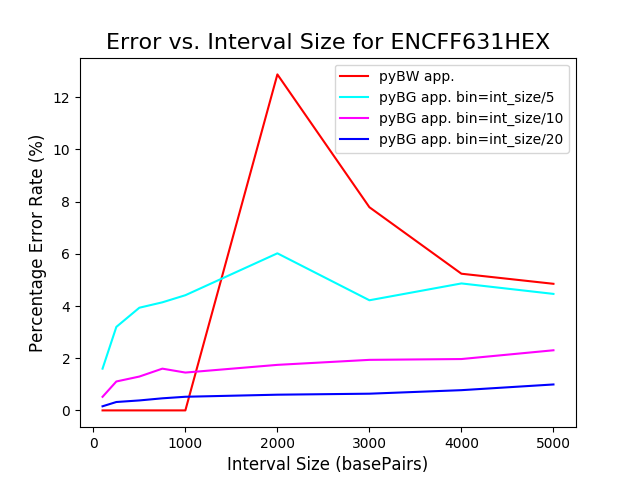 Error vs. Interval Size for ENCFF631HEX
pyBW app.
pyBG app. bin=int_size/5
pyBG app. bin=int_size/10
pyBG app. bin=int_size/20
Percentage Error Rate (%)
12
10
8
6
4
2
0
0 1000 2000 3000 4000 5000
Interval Size (basePairs)